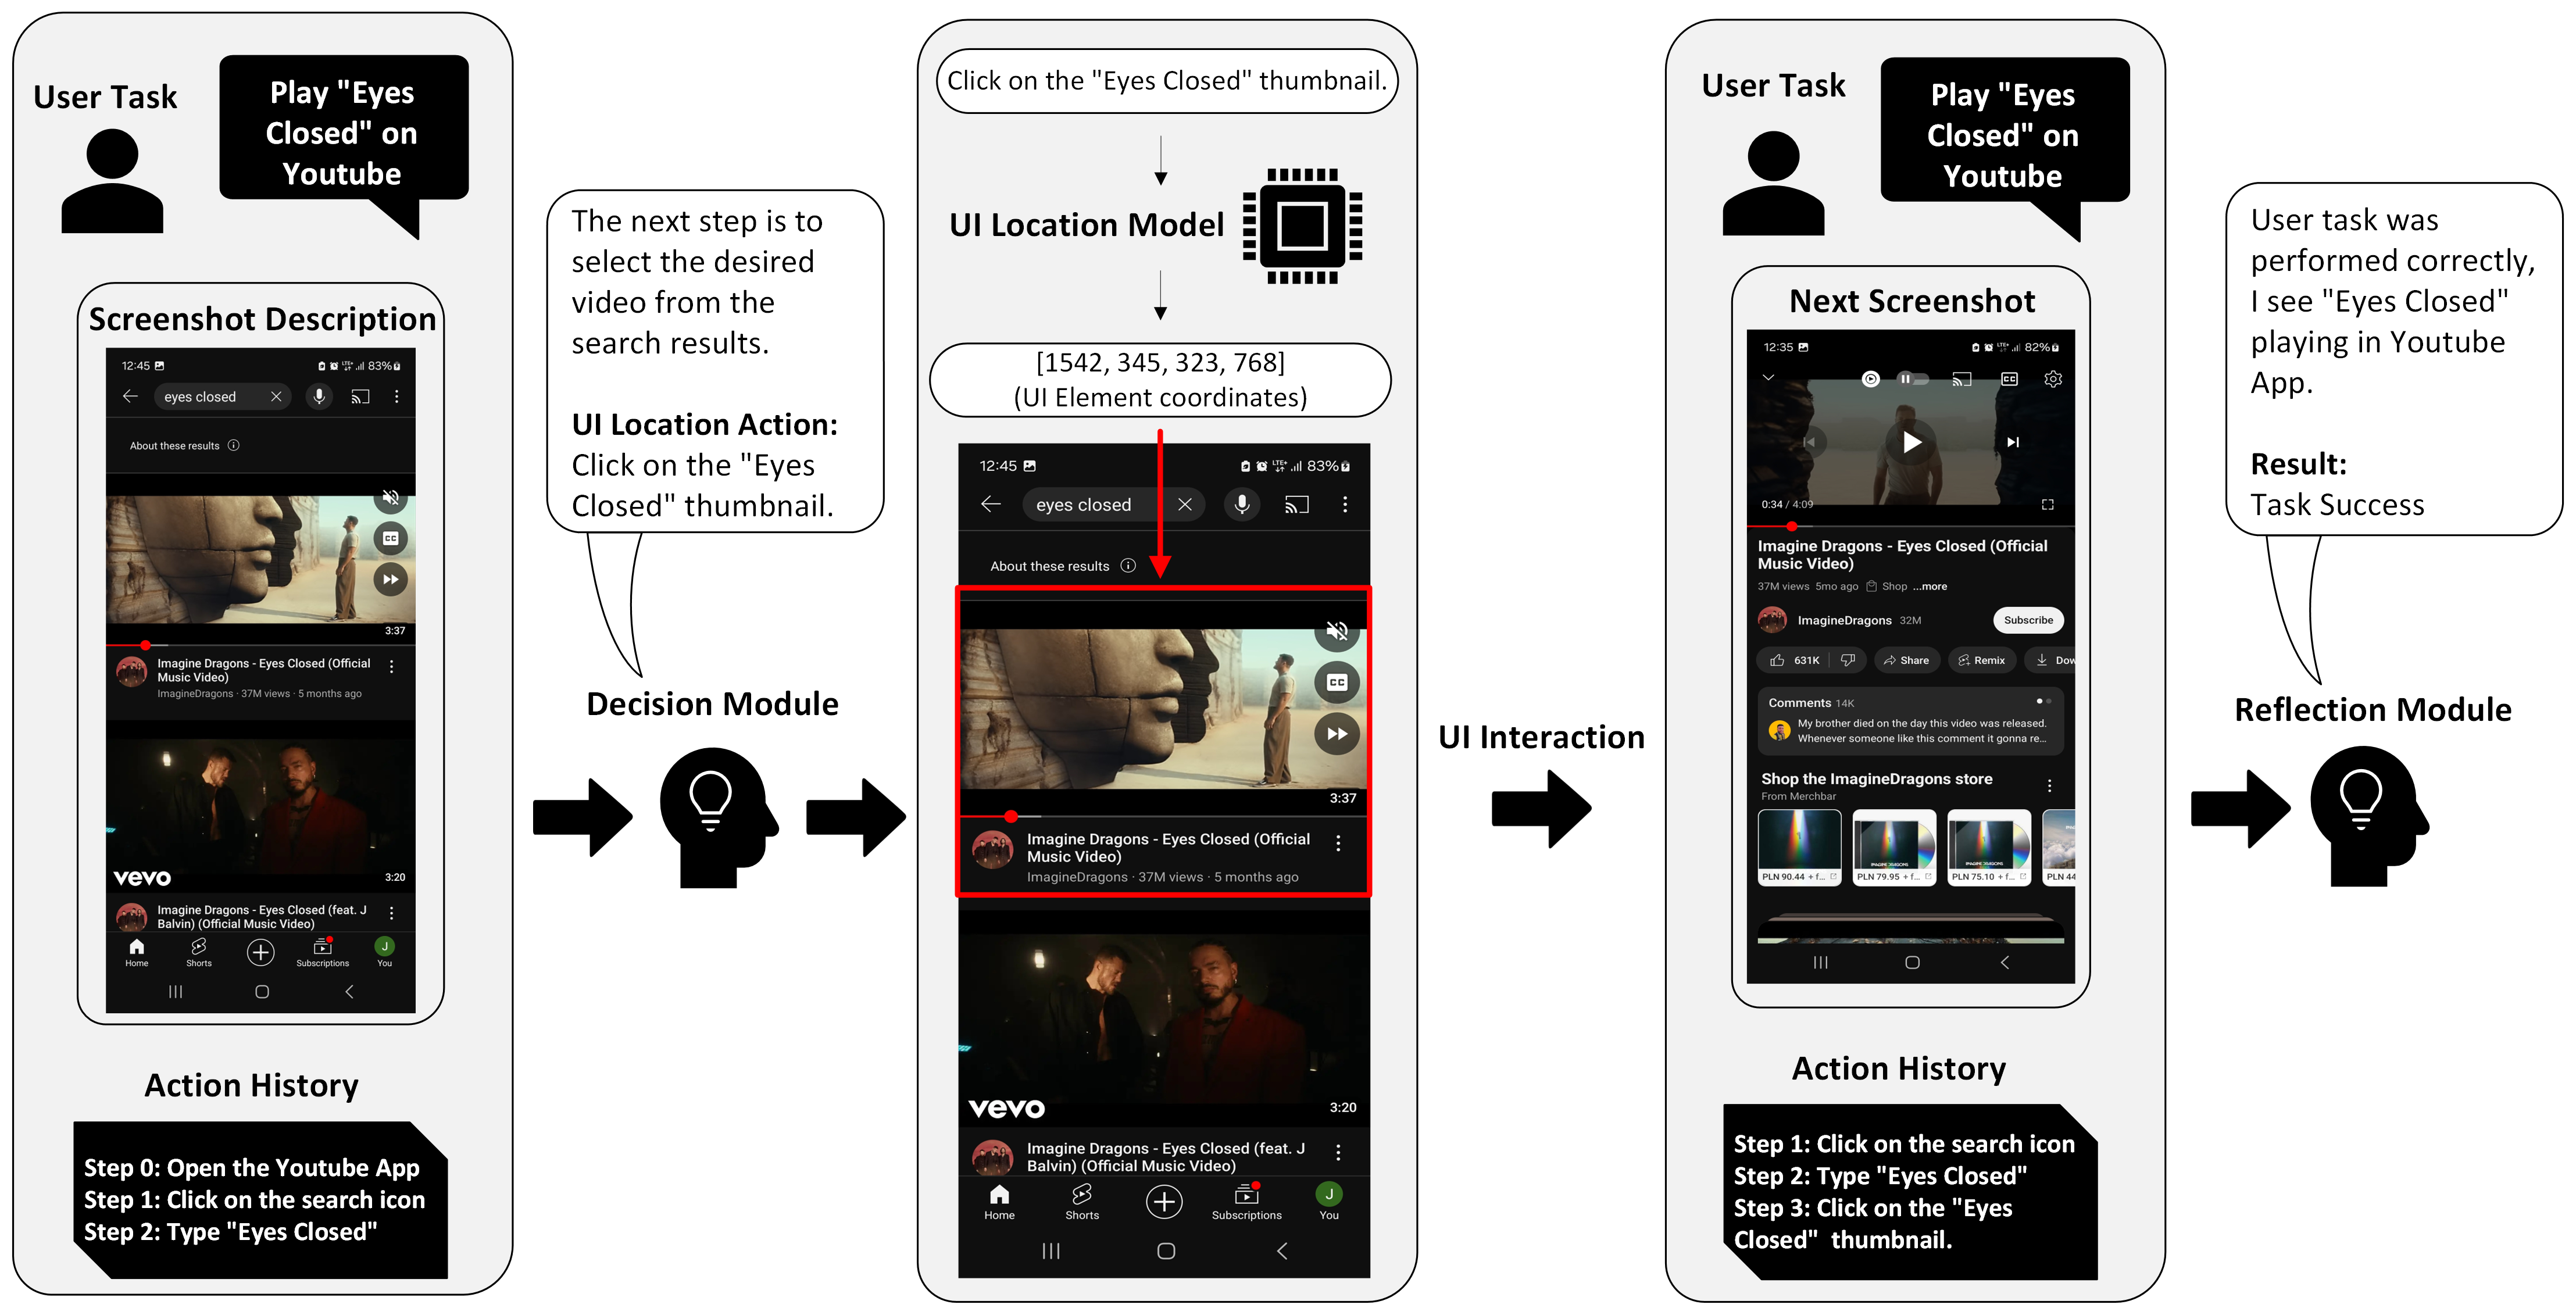 User Task
Play "Eyes
Closed" on
Youtube
Screenshot Description
12:45
LTE+
83%
eyes closed
About these results
CC
3:37
Imagine Dragons - Eyes Closed (Official
Music Video)
ImagineDragons · 37M views · 5 months ago
vevo
3:20
Imagine Dragons - Eyes Closed (feat. J
Balvin) (Official Music Video)
J
Home
Shorts
Subscriptions
You
Action History
Step 0: Open the Youtube App
Step 1: Click on the search icon
Step 2: Type "Eyes Closed"
The next step is to
select the desired
video from the
search results.
UI Location Action:
Click on the "Eyes
Closed" thumbnail.
Decision Module
Click on the "Eyes Closed" thumbnail.
UI Location Model
[1542, 345, 323, 768]
(UI Element coordinates)
12:45
LTE+
83%
eyes closed
About these results
CC
3:37
Imagine Dragons - Eyes Closed (Official
Music Video)
ImagineDragons · 37M views · 5 months ago
vevo
3:20
Imagine Dragons - Eyes Closed (feat. J
Balvin) (Official Music Video)
J
Home
Shorts
Subscriptions
You
UI Interaction
User Task
Play "Eyes
Closed" on
Youtube
Next Screenshot
12:35
LTE+
82%
CC
0:34 / 4:09
Imagine Dragons - Eyes Closed (Official
Music Video)
37M views 5mo ago Shop ...more
ImagineDragons 32M
Subscribe
631K
Share
Remix
Dow
Comments 14K
My brother died on the day this video was released.
Whenever someone like this comment it gonna re...
Shop the ImagineDragons store
From Merchbar
IMAGINE DRAGONS
IMAGINE DRAGONS
PLN 90.44 + f...
PLN 79.95 + f...
PLN 75.10 + f...
PLN 44
Action History
Step 1: Click on the search icon
Step 2: Type "Eyes Closed"
Step 3: Click on the "Eyes
Closed" thumbnail.
User task was
performed correctly,
I see "Eyes Closed"
playing in Youtube
App.
Result:
Task Success
Reflection Module